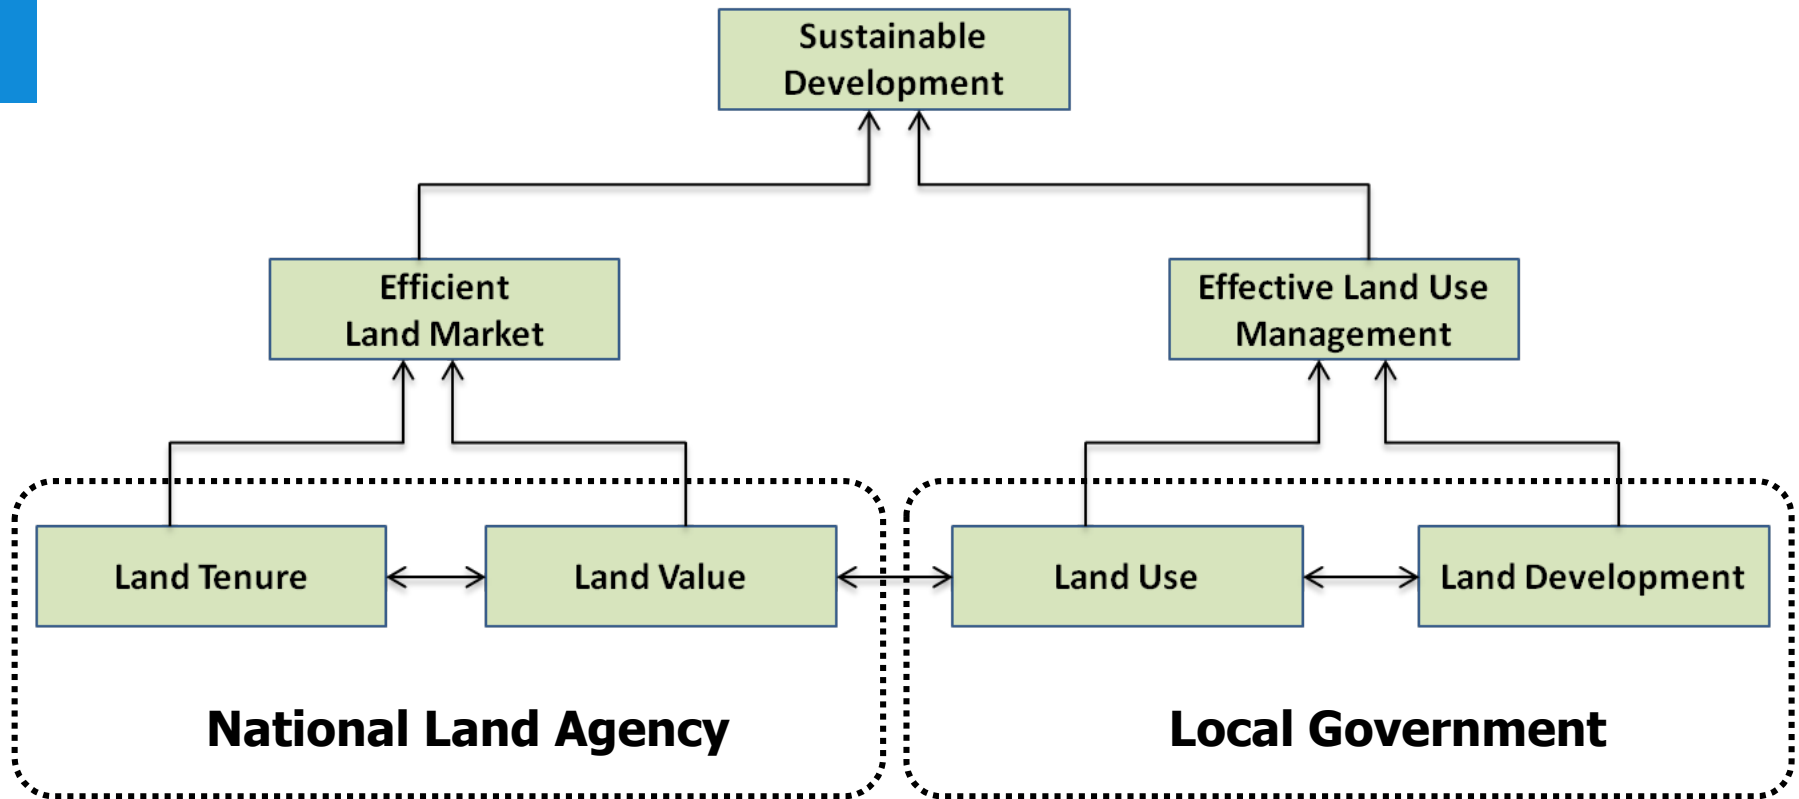 Sustainable
Development
Efficient
Land Market
Effective Land Use
Management
Land Tenure
Land Value
Land Use
Land Development
National Land Agency
Local Government